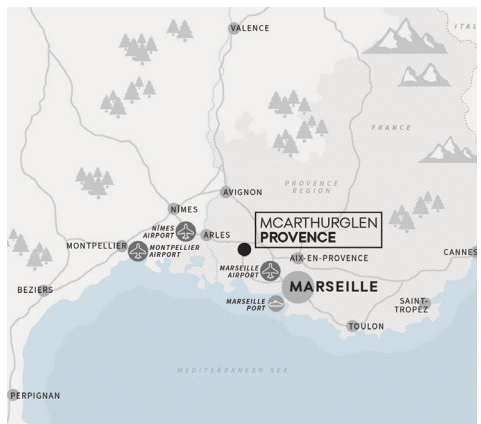 VALENCE
ITAL
FRANCE
PROVENCE
REGION
AVIGNON
NÎMES
NÎMES
AIRPORT
ARLES
MCARTHURGLEN
PROVENCE
MONTPELLIER
MONTPELLIER
AIRPORT
AIX-EN-PROVENCE
CANNES
MARSEILLE
AIRPORT
MARSEILLE
BEZIERS
MARSEILLE
PORT
SAINT-
TROPEZ
TOULON
MEDITERRANEAN SEA
PERPIGNAN